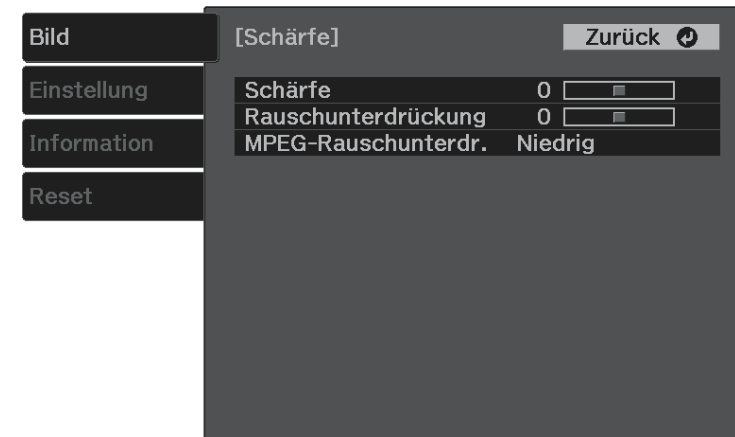 Bild
Einstellung
Information
Reset
[Schärfe] Zurück
Schärfe 0
Rauschunterdrückung 0
MPEG-Rauschunterdr. Niedrig